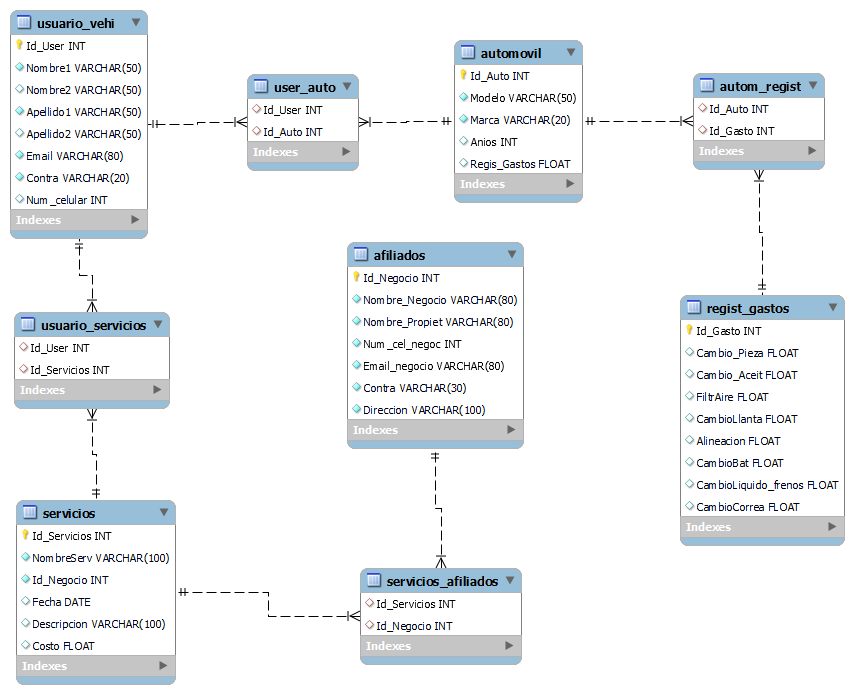 usuario_vehi
Id_User INT
Nombre1 VARCHAR(50)
Nombre2 VARCHAR(50)
Apellido1 VARCHAR(50)
Apellido2 VARCHAR(50)
Email VARCHAR(80)
Contra VARCHAR(20)
Num_celular INT
Indexes
user_auto
Id_User INT
Id_Auto INT
Indexes
automovil
Id_Auto INT
Modelo VARCHAR(50)
Marca VARCHAR(20)
Anios INT
Regis_Gastos FLOAT
Indexes
autom_regist
Id_Auto INT
Id_Gasto INT
Indexes
usuario_servicios
Id_User INT
Id_Servicios INT
Indexes
afiliados
Id_Negocio INT
Nombre_Negocio VARCHAR(80)
Nombre_Propiet VARCHAR(80)
Num_cel_negoc INT
Email_negocio VARCHAR(80)
Contra VARCHAR(30)
Direccion VARCHAR(100)
Indexes
regist_gastos
Id_Gasto INT
Cambio_Pieza FLOAT
Cambio_Aceit FLOAT
FiltrAire FLOAT
CambioLlanta FLOAT
Alineacion FLOAT
CambioBat FLOAT
CambioLiquido_frenos FLOAT
CambioCorrea FLOAT
Indexes
servicios
Id_Servicios INT
NombreServ VARCHAR(100)
Id_Negocio INT
Fecha DATE
Descripcion VARCHAR(100)
Costo FLOAT
Indexes
servicios_afiliados
Id_Servicios INT
Id_Negocio INT
Indexes